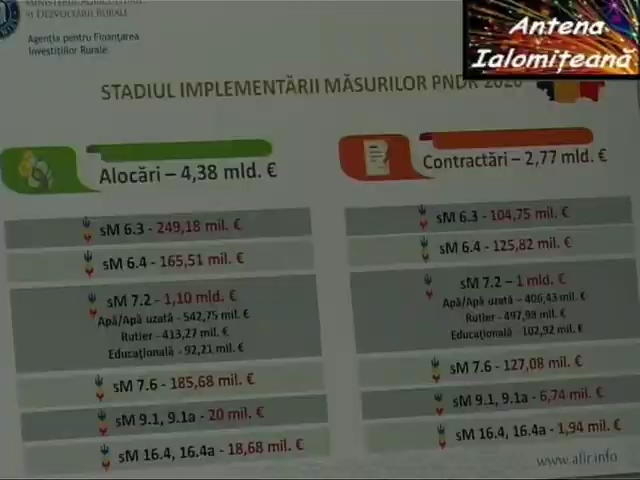 MINISTERUL AGRICULTURII
ȘI DEZVOLTĂRII RURALE
Agenția pentru Finanțarea
Investițiilor Rurale
Antena
Ialomițeană
STADIUL IMPLEMENTĂRII MĂSURILOR PNDR 2020
Alocări – 4,38 mld. €
sM 6.3 - 249,18 mil. €
sM 6.4 - 165,51 mil. €
sM 7.2 - 1,10 mld. €
Apă/Apă uzată - 542,75 mil. €
Rutier - 413,27 mil. €
Educațională - 92,21 mil. €
sM 7.6 - 185,68 mil. €
sM 9.1, 9.1a - 20 mil. €
sM 16.4, 16.4a - 18,68 mil. €
Contractări – 2,77 mld. €
sM 6.3 - 104,75 mil. €
sM 6.4 - 125,82 mil. €
sM 7.2 – 1 mld. €
Apă/Apă uzată - 406,43 mil. €
Rutier - 497,93 mil. €
Educațională - 102,92 mil. €
sM 7.6 - 127,08 mil. €
sM 9.1, 9.1a - 6,74 mil. €
sM 16.4, 16.4a - 1,94 mil. €
www.afir.info